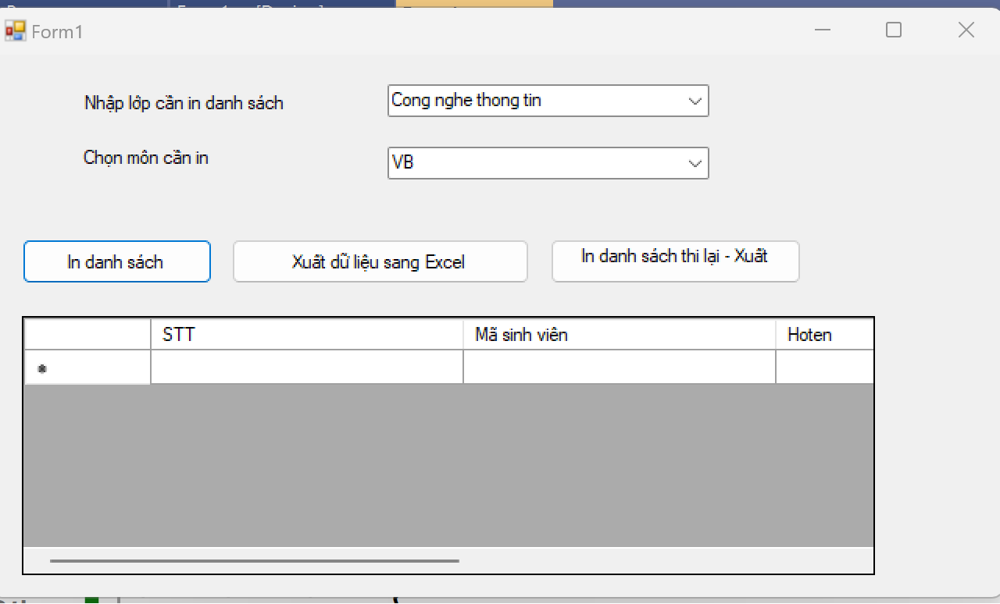 Form1
Nhập lớp cần in danh sách
Cong nghe thong tin
Chọn môn cần in
VB
In danh sách
Xuất dữ liệu sang Excel
In danh sách thi lại - Xuất
STT
Mã sinh viên
Hoten